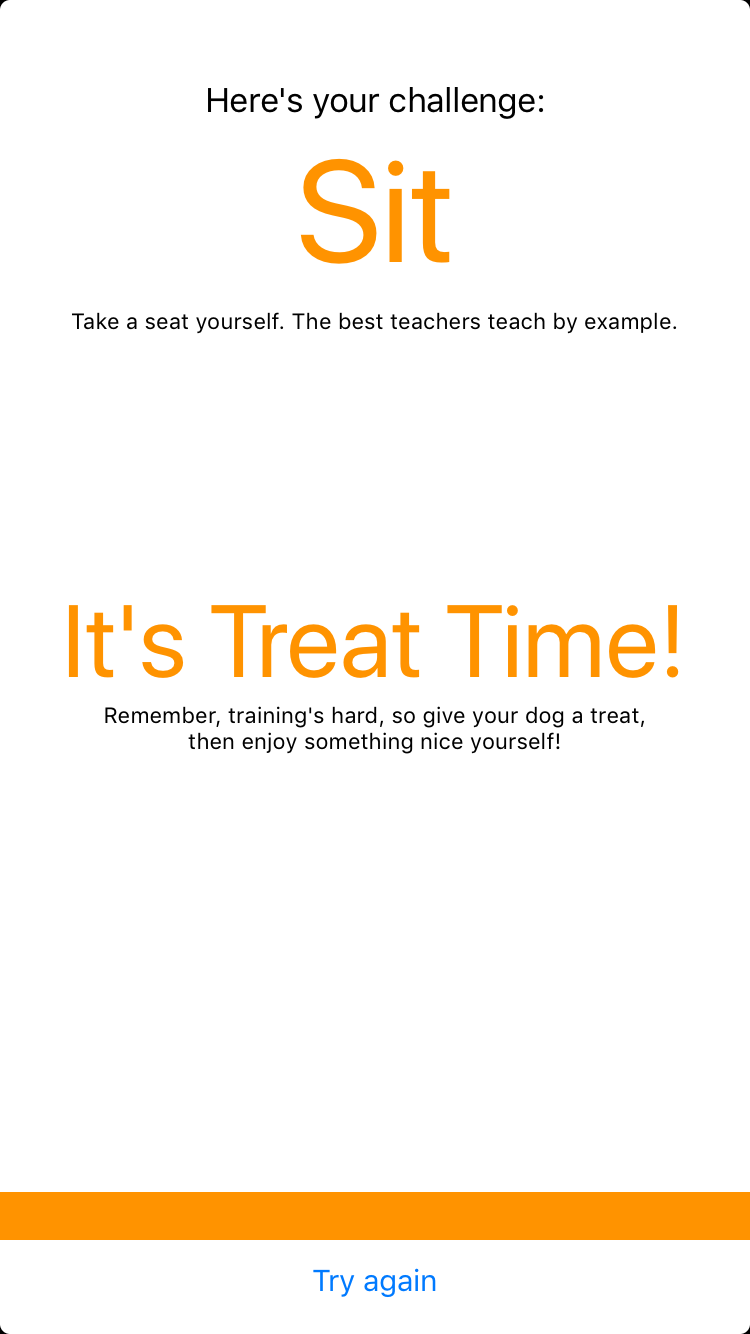 Here's your challenge:
Sit
Take a seat yourself. The best teachers teach by example.
It's Treat Time!
Remember, training's hard, so give your dog a treat,
then enjoy something nice yourself!
Try again